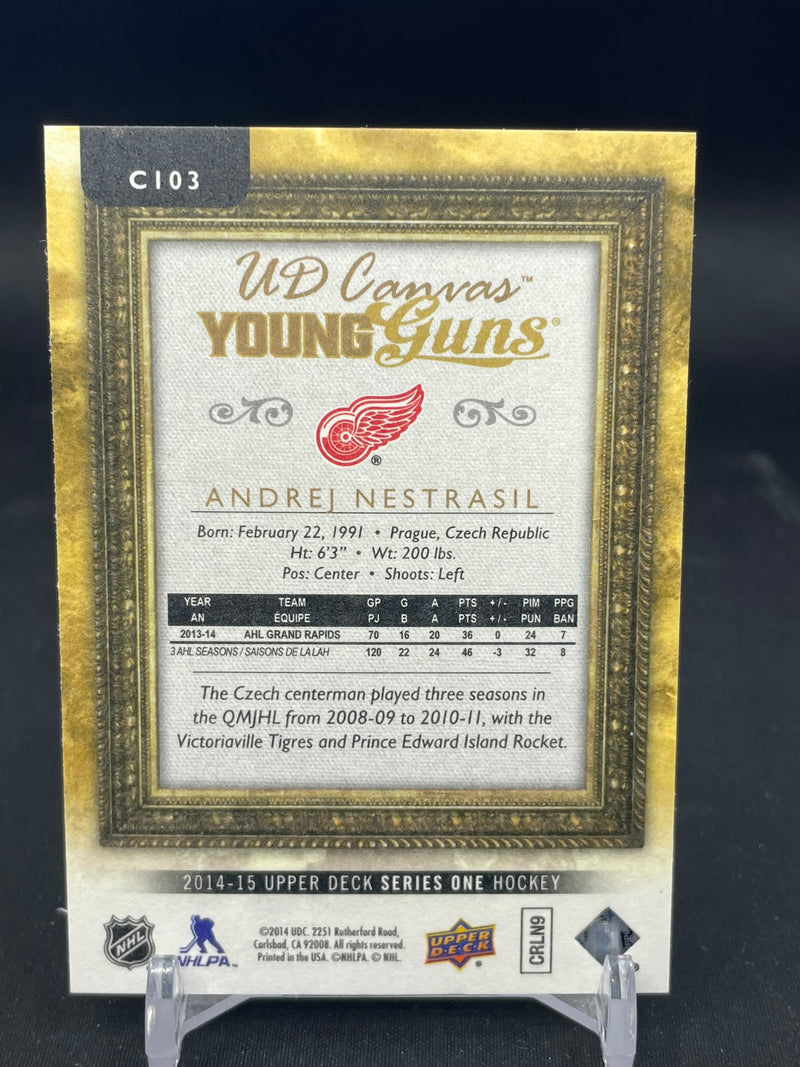 C103
UD Canvas™
YOUNG Guns®
®
ANDREJ NESTRASIL
Born: February 22, 1991 • Prague, Czech Republic
Ht: 6'3" • Wt: 200 lbs.
Pos: Center • Shoots: Left
YEAR TEAM GP G A PTS +/- PIM PPG
AN ÉQUIPE PJ B A PTS +/- PUN BAN
2013-14 AHL GRAND RAPIDS 70 16 20 36 0 24 7
3 AHL SEASONS / SAISONS DE LA LAH 120 22 24 46 -3 32 8
The Czech centerman played three seasons in
the QMJHL from 2008-09 to 2010-11, with the
Victoriaville Tigres and Prince Edward Island Rocket.
2014-15 UPPER DECK SERIES ONE HOCKEY
NHL
NHLPA™
©2014 UDC. 2251 Rutherford Road,
Carlsbad, CA 92008. All rights reserved.
Printed in the USA. ©NHLPA. © NHL.
UPPER
D·E·C·K
®
CRLN9